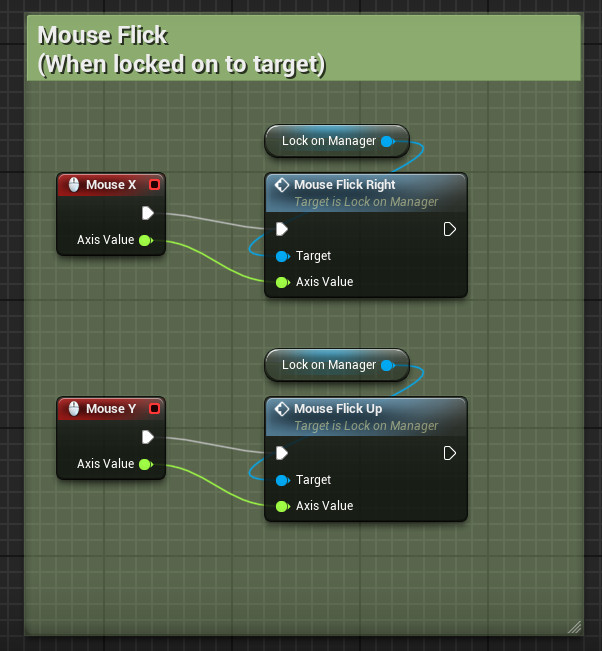 Mouse Flick
(When locked on to target)
Lock on Manager
Mouse X
Axis Value
Mouse Flick Right
Target is Lock on Manager
Target
Axis Value
Lock on Manager
Mouse Y
Axis Value
Mouse Flick Up
Target is Lock on Manager
Target
Axis Value